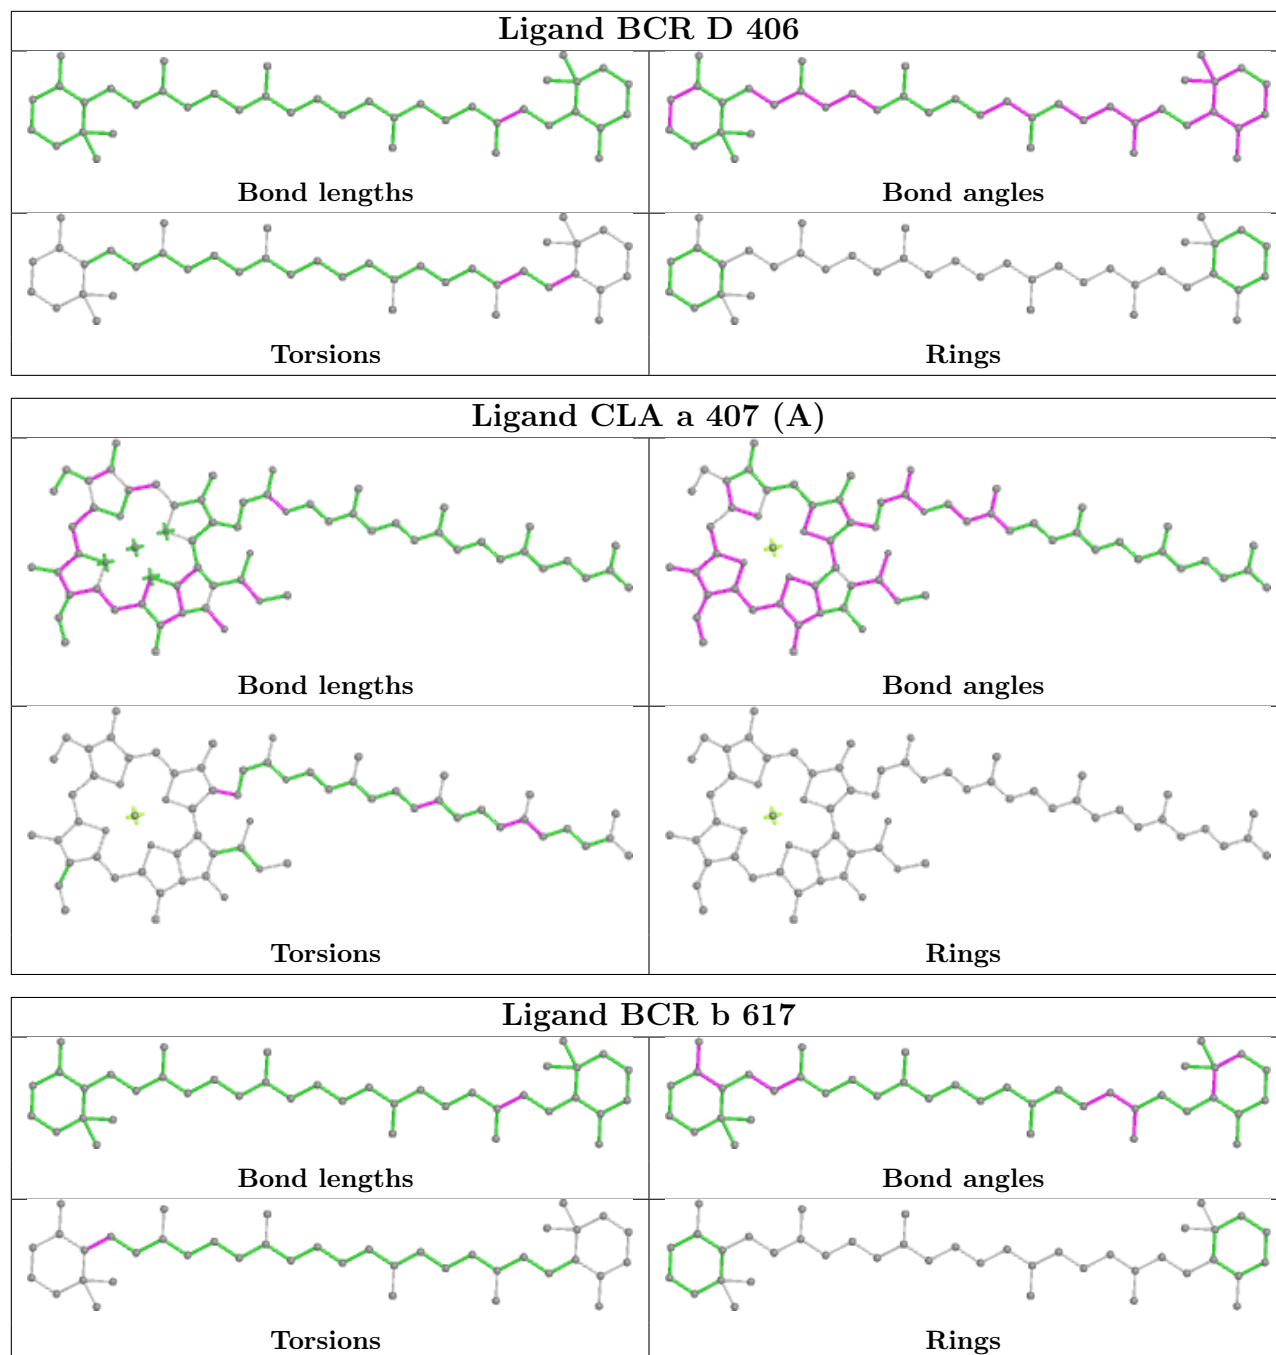 Ligand BCR D 406
Bond lengths
Bond angles
Torsions
Rings
Ligand CLA a 407 (A)
Bond lengths
Bond angles
Torsions
Rings
Ligand BCR b 617
Bond lengths
Bond angles
Torsions
Rings